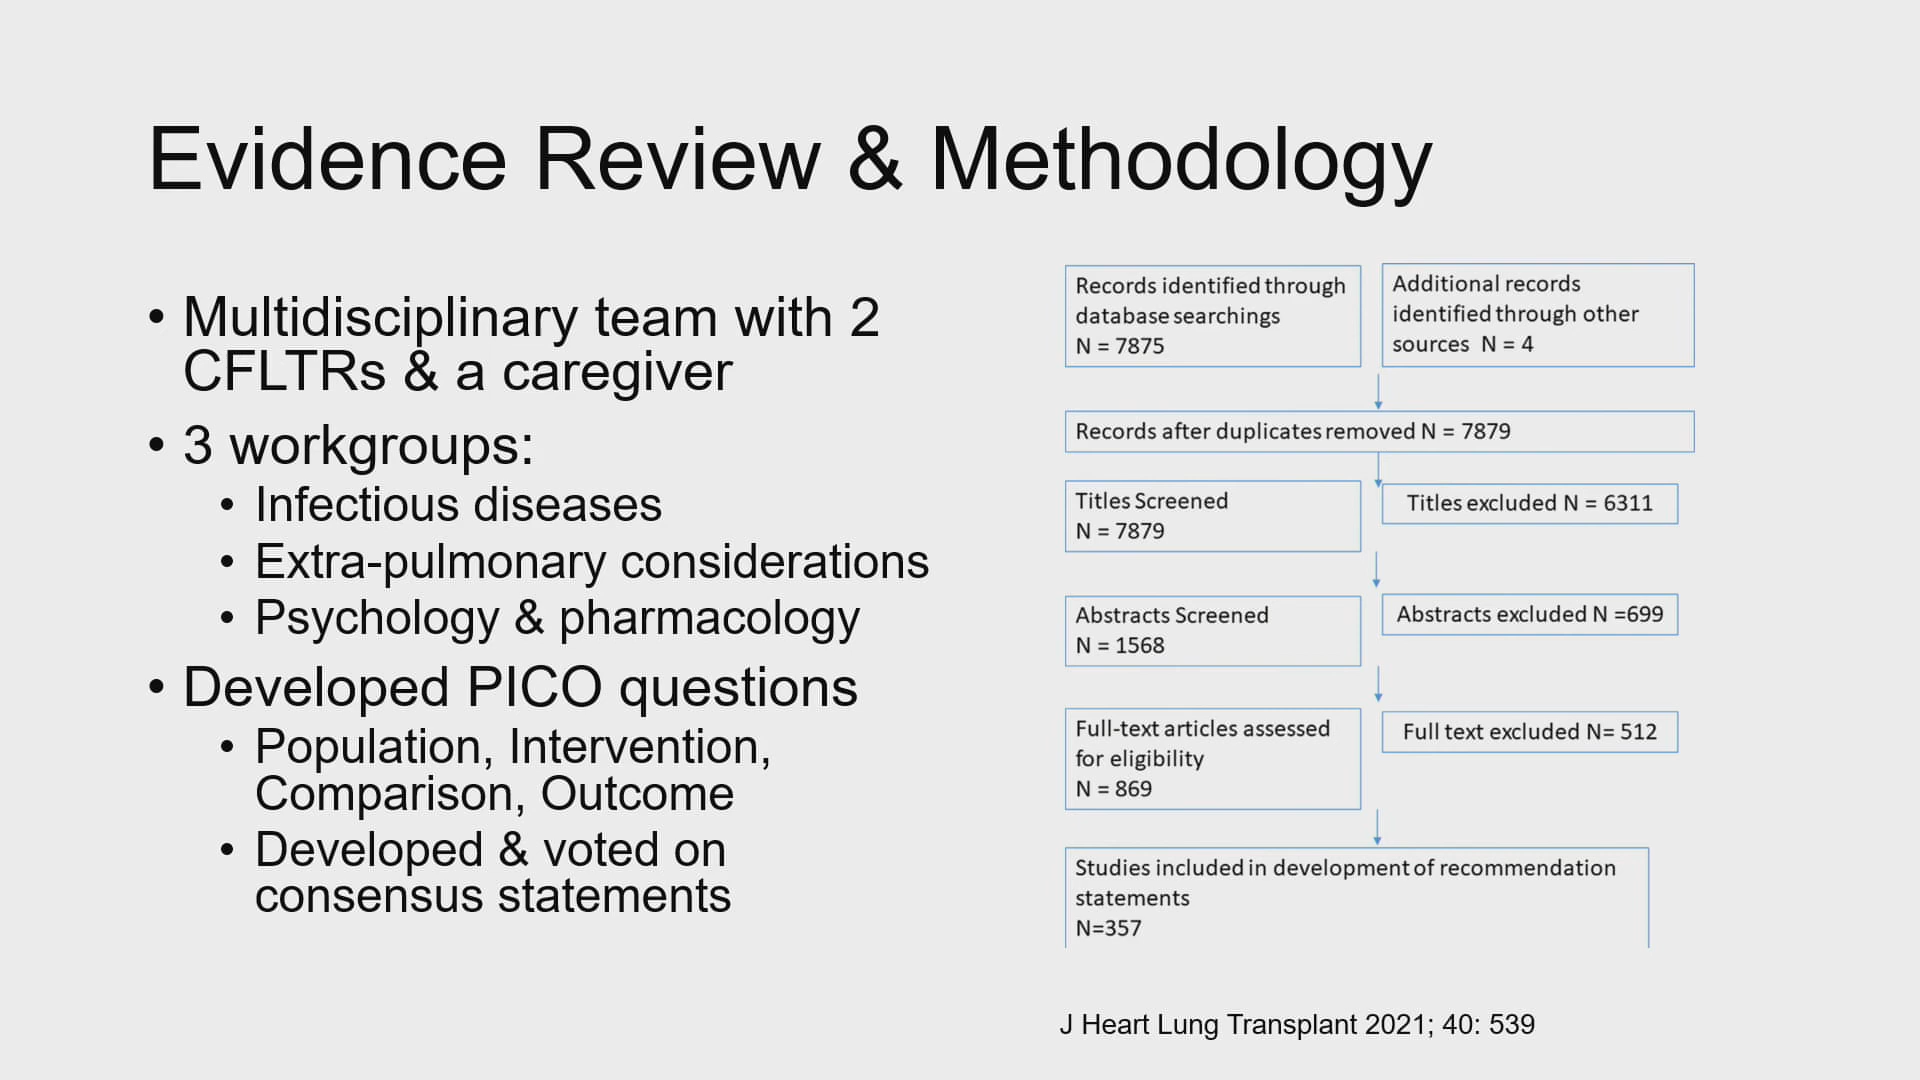 Evidence Review & Methodology
• Multidisciplinary team with 2
CFLTRs & a caregiver
• 3 workgroups:
• Infectious diseases
• Extra-pulmonary considerations
• Psychology & pharmacology
• Developed PICO questions
• Population, Intervention,
Comparison, Outcome
• Developed & voted on
consensus statements
Records identified through
database searchings
N = 7875
Additional records
identified through other
sources N = 4
Records after duplicates removed N = 7879
Titles Screened
N = 7879
Titles excluded N = 6311
Abstracts Screened
N = 1568
Abstracts excluded N =699
Full-text articles assessed
for eligibility
N = 869
Full text excluded N= 512
Studies included in development of recommendation
statements
N=357
J Heart Lung Transplant 2021; 40: 539